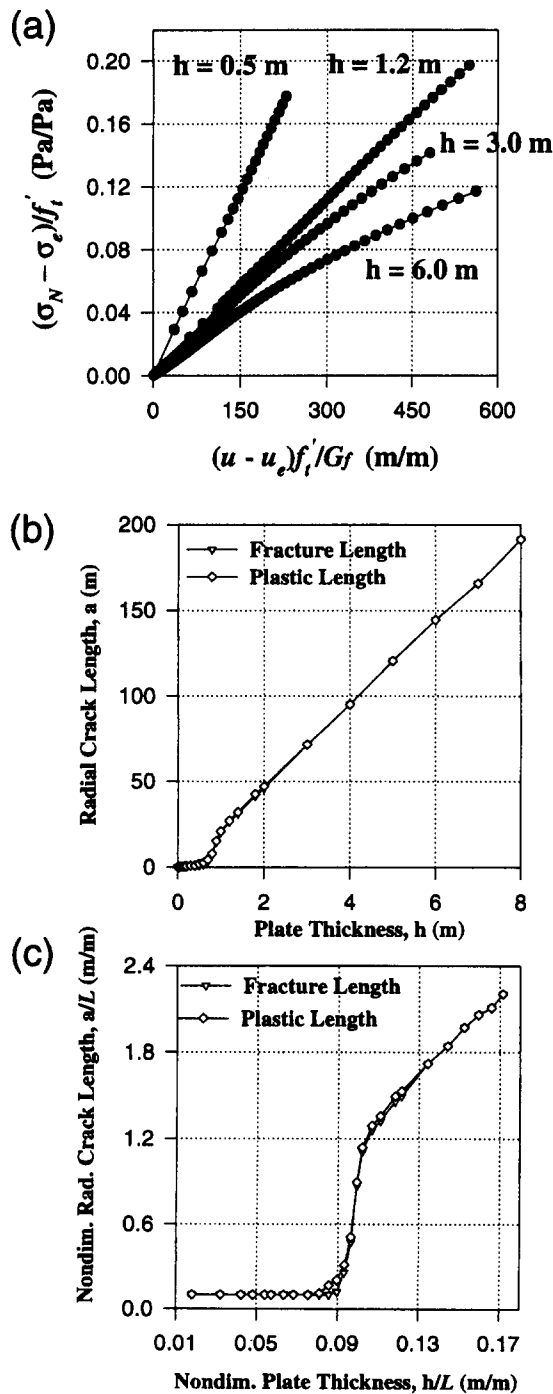 (a)
0.20
0.16
0.12
0.08
0.04
0.00
h = 0.5 m
h = 1.2 m
h = 3.0 m
h = 6.0 m
(σN − σe)/f't (Pa/Pa)
0 150 300 450 600
(u - ue)f't/Gf (m/m)
(b)
200
150
100
50
0
Fracture Length
Plastic Length
Radial Crack Length, a (m)
0 2 4 6 8
Plate Thickness, h (m)
(c)
2.4
1.8
1.2
0.6
0.0
Fracture Length
Plastic Length
Nondim. Rad. Crack Length, a/L (m/m)
0.01 0.05 0.09 0.13 0.17
Nondim. Plate Thickness, h/L (m/m)